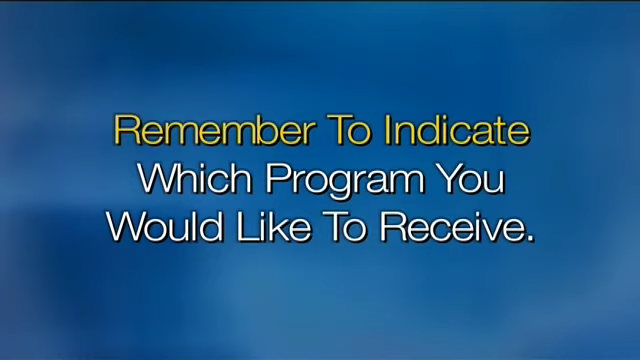 Remember To Indicate
Which Program You
Would Like To Receive.